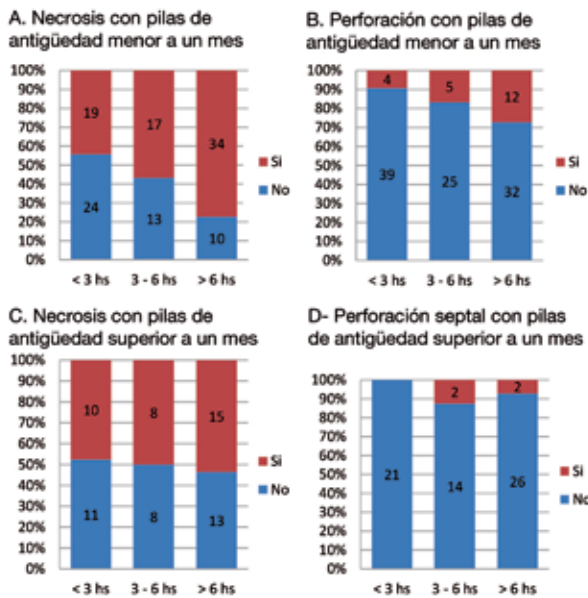 A. Necrosis con pilas de
antigüedad menor a un mes
100%
90%
80%
70%
60%
50%
40%
30%
20%
10%
0%
19
17
34
24
13
10
Si
No
< 3 hs
3 - 6 hs
> 6 hs
B. Perforación con pilas de
antigüedad menor a un mes
100%
90%
80%
70%
60%
50%
40%
30%
20%
10%
0%
4
5
12
39
25
32
Si
No
< 3 hs
3 - 6 hs
> 6 hs
C. Necrosis con pilas de
antigüedad superior a un mes
100%
90%
80%
70%
60%
50%
40%
30%
20%
10%
0%
10
8
15
11
8
13
Si
No
< 3 hs
3 - 6 hs
> 6 hs
D- Perforación septal con pilas
de antigüedad superior a un mes
100%
90%
80%
70%
60%
50%
40%
30%
20%
10%
0%
2
2
21
14
26
Si
No
< 3 hs
3 - 6 hs
> 6 hs